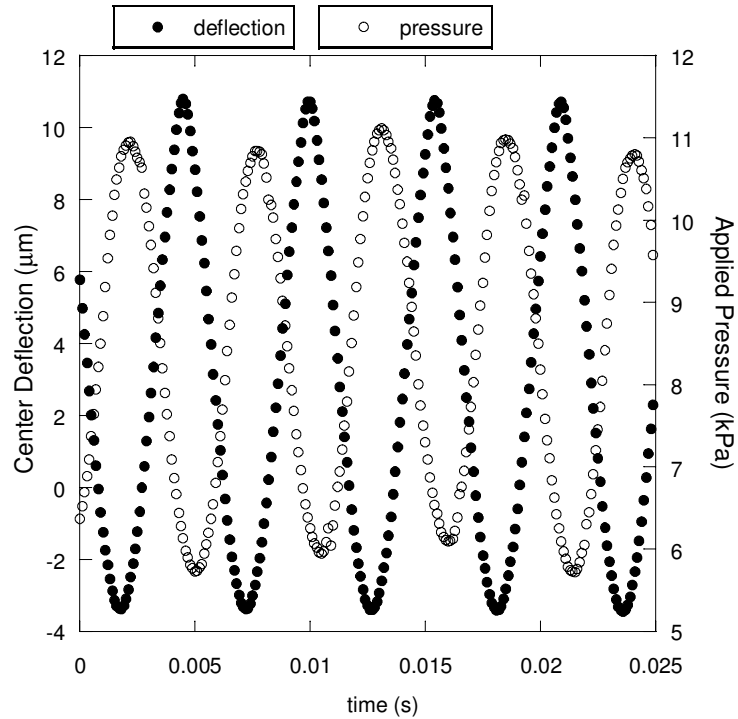 deflection pressure
12 12
10 11
8 10
6 9
4 8
2 7
0 6
-2 5
-4
Center Deflection (μm)
Applied Pressure (kPa)
0 0.005 0.01 0.015 0.02 0.025
time (s)